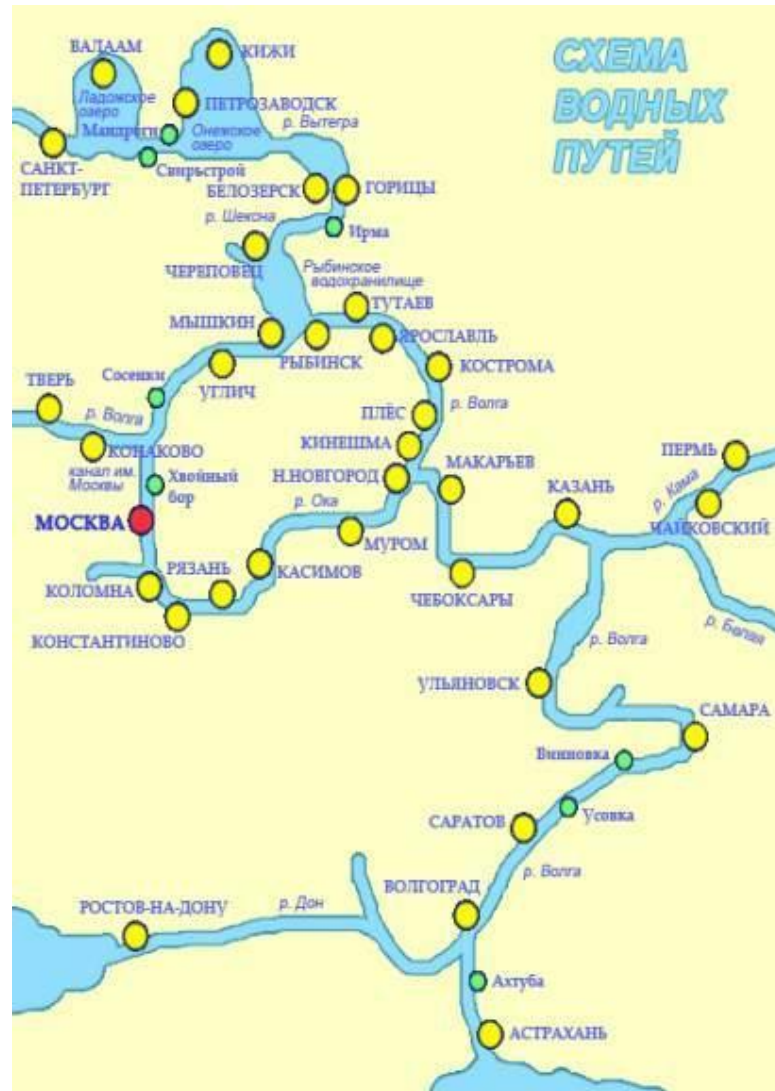 СХЕМА
ВОДНЫХ
ПУТЕЙ
ВАЛААМ
КИЖИ
Ладожское
озеро
ПЕТРОЗАВОДСК
Мандроги
Онежское
озеро
р. Вытегра
САНКТ-
ПЕТЕРБУРГ
Свирьстрой
БЕЛОЗЕРСК
ГОРИЦЫ
р. Шексна
Ирма
ЧЕРЕПОВЕЦ
Рыбинское
водохранилище
ТУТАЕВ
МЫШКИН
РЫБИНСК
ЯРОСЛАВЛЬ
ТВЕРЬ
Сосенки
УГЛИЧ
КОСТРОМА
р. Волга
ПЛЁС
р. Волга
КОНАКОВО
КИНЕШМА
канал им.
Москвы
Хвойный
бор
Н.НОВГОРОД
МАКАРЬЕВ
ПЕРМЬ
МОСКВА
р. Ока
КАЗАНЬ
р. Кама
МУРОМ
ЧАЙКОВСКИЙ
РЯЗАНЬ
КАСИМОВ
КОЛОМНА
ЧЕБОКСАРЫ
КОНСТАНТИНОВО
р. Волга
р. Белая
УЛЬЯНОВСК
САМАРА
Винновка
САРАТОВ
Усовка
р. Волга
ВОЛГОГРАД
РОСТОВ-НА-ДОНУ
р. Дон
Ахтуба
АСТРАХАНЬ